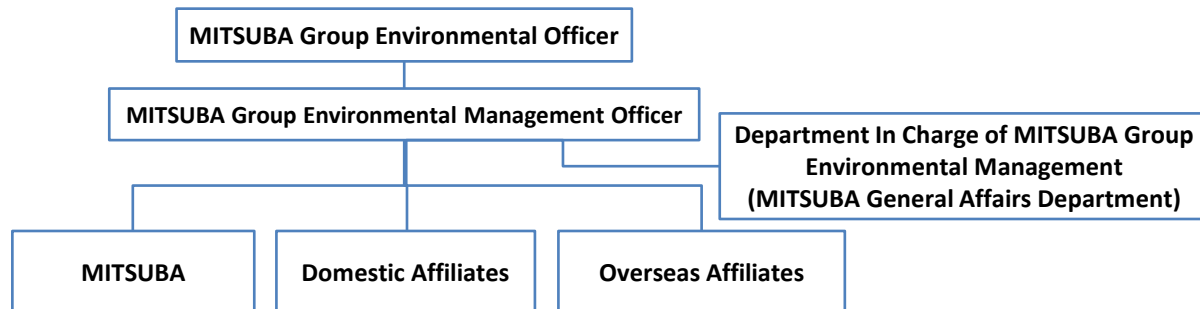 MITSUBA Group Environmental Officer
MITSUBA Group Environmental Management Officer
Department In Charge of MITSUBA Group
Environmental Management
(MITSUBA General Affairs Department)
MITSUBA
Domestic Affiliates
Overseas Affiliates